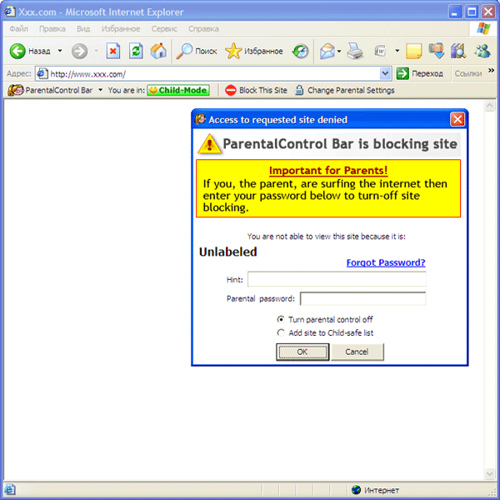 Xxx.com - Microsoft Internet Explorer
Файл Правка Вид Избранное Сервис Справка
Назад Поиск Избранное
Адрес: http://www.xxx.com/ Переход Ссылки
ParentalControl Bar You are in: Child-Mode Block This Site Change Parental Settings
Access to requested site denied
ParentalControl Bar is blocking site
Important for Parents!
If you, the parent, are surfing the internet then
enter your password below to turn-off site
blocking.
You are not able to view this site because it is:
Unlabeled
Forgot Password?
Hint:
Parental password:
Turn parental control off
Add site to Child-safe list
OK Cancel
Интернет